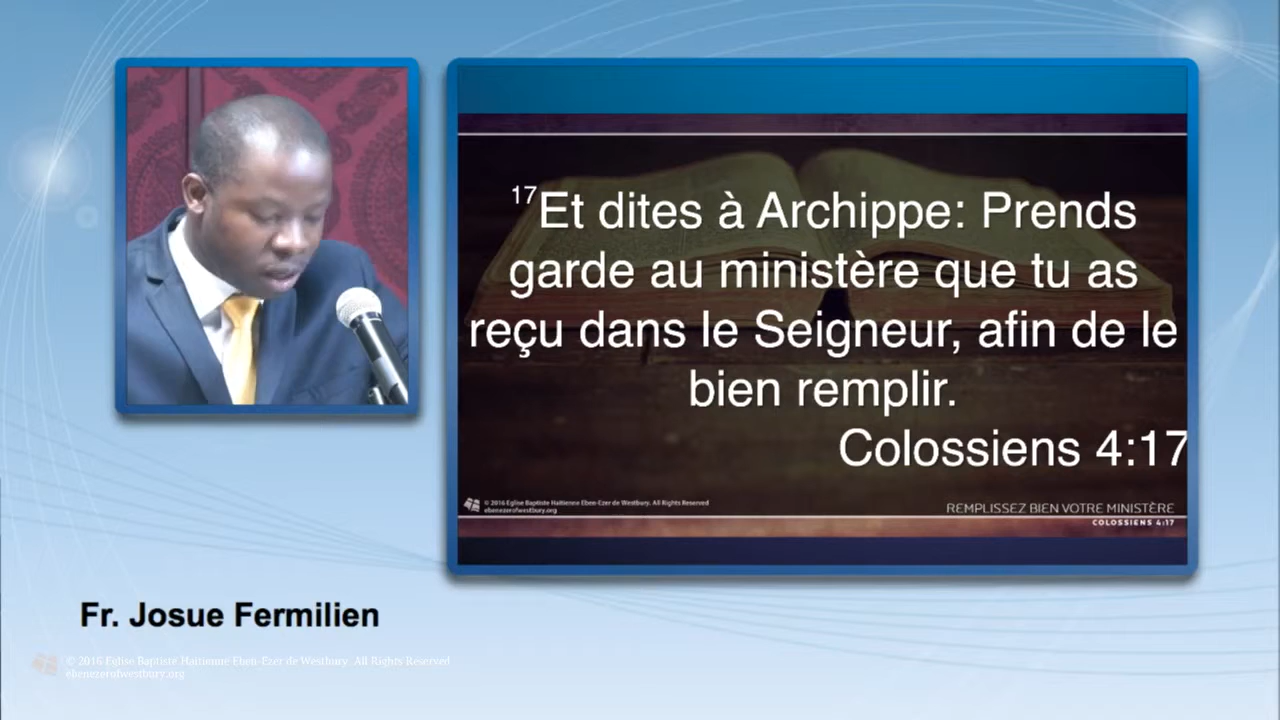 17Et dites à Archippe: Prends
garde au ministère que tu as
reçu dans le Seigneur, afin de le
bien remplir.
Colossiens 4:17
© 2016 Eglise Baptiste Haitienne Eben-Ezer de Westbury. All Rights Reserved
ebenezerofwestbury.org
REMPLISSEZ BIEN VOTRE MINISTÈRE
COLOSSIENS 4:17
Fr. Josue Fermilien
© 2016 Eglise Baptiste Haitienne Eben-Ezer de Westbury. All Rights Reserved
ebenezerofwestbury.org